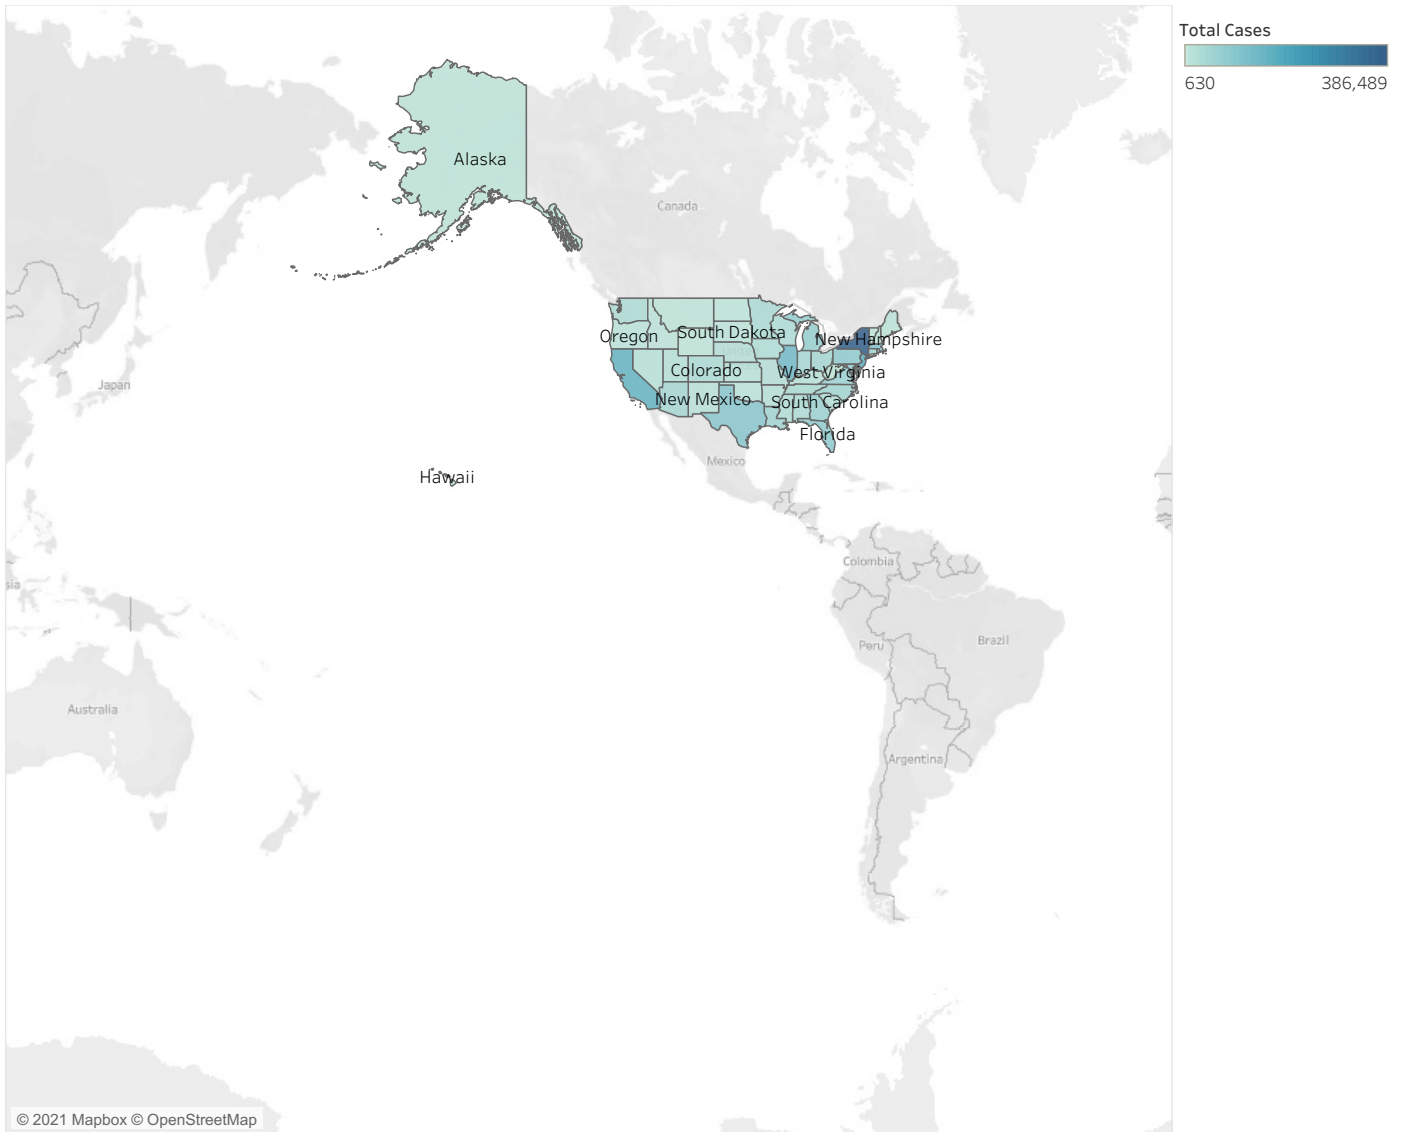 Total Cases
630
386,489
Alaska
Canada
Oregon
South Dakota
New Hampshire
Colorado
West Virginia
New Mexico
South Carolina
Florida
Japan
Mexico
Hawaii
Colombia
sia
Peru
Brazil
Australia
Argentina
© 2021 Mapbox © OpenStreetMap